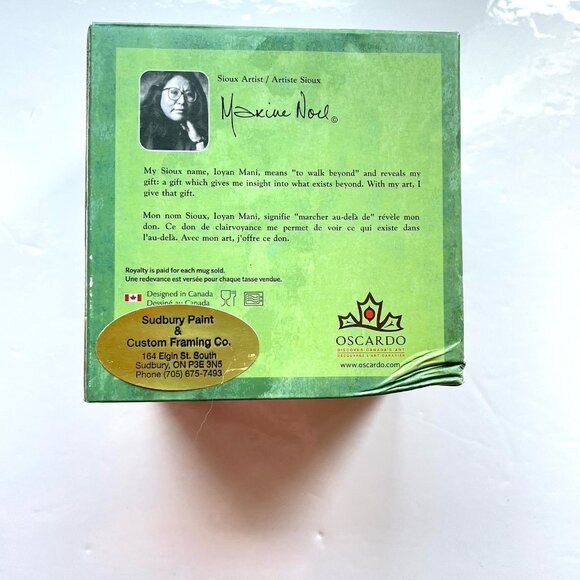 Sioux Artist / Artiste Sioux
Maxine Noel ©
My Sioux name, Ioyan Mani, means "to walk beyond" and reveals my
gift: a gift which gives me insight into what exists beyond. With my art, I
give that gift.
Mon nom Sioux, Ioyan Mani, signifie "marcher au-delà de" révèle mon
don. Ce don de clairvoyance me permet de voir ce qui existe dans
l'au-delà. Avec mon art, j'offre ce don.
Royalty is paid for each mug sold.
Une redevance est versée pour chaque tasse vendue.
Designed in Canada
Dessiné au Canada
Sudbury Paint
&
Custom Framing Co.
164 Elgin St. South
Sudbury, ON P3E 3N5
Phone (705) 675-7493
OSCARDO
DISCOVER CANADA'S ART
DÉCOUVREZ L'ART CANADIEN
www.oscardo.com